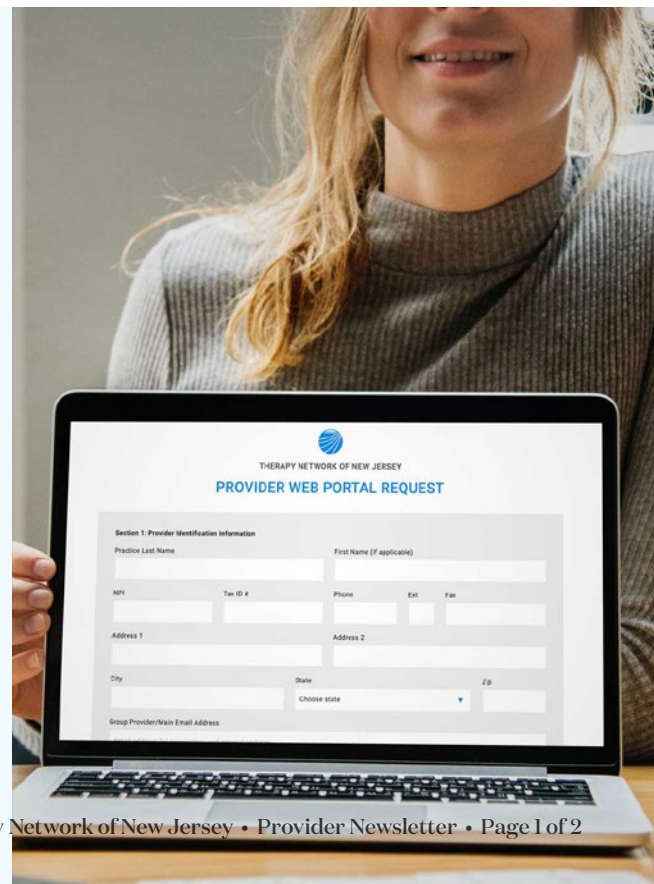 THERAPY NETWORK OF NEW JERSEY
PROVIDER WEB PORTAL REQUEST
Section 1: Provider Identification Information
Practice Last Name First Name (if applicable)
NPI Tax ID # Phone Ext Fax
Address 1 Address 2
City State Zip
Choose state
Group Provider/Main Email Address
Network of New Jersey • Provider Newsletter • Page 1 of 2